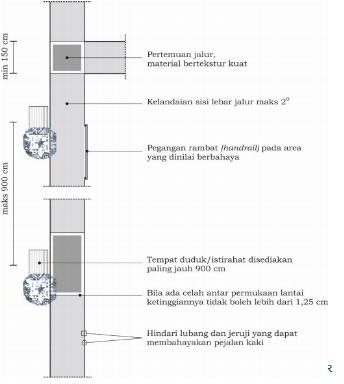 min 150 cm
Pertemuan jalur,
material bertekstur kuat
Kelandaian sisi lebar jalur maks 2⁰
Pegangan rambat (handrail) pada area
yang dinilai berbahaya
maks 900 cm
Tempat duduk/istirahat disediakan
paling jauh 900 cm
Bila ada celah antar permukaan lantai
ketinggiannya tidak boleh lebih dari 1,25 cm
Hindari lubang dan jeruji yang dapat
membahayakan pejalan kaki
R